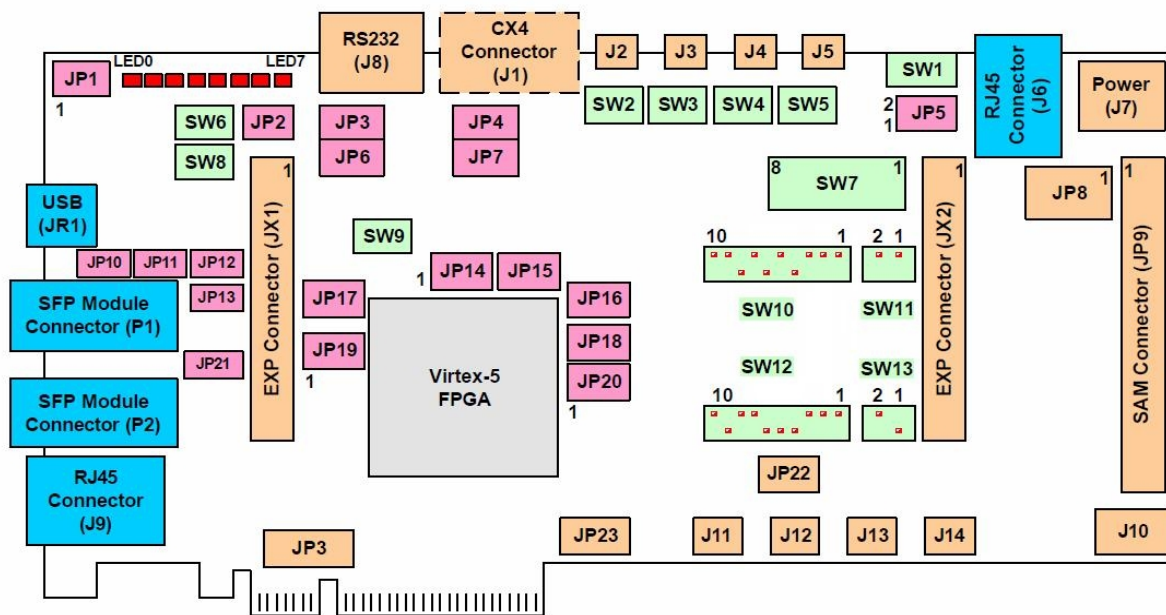 LED0 LED7
JP1
1
RS232
(J8)
CX4
Connector
(J1)
J2 J3 J4 J5
SW1
RJ45
Connector
(J6)
Power
(J7)
SW2 SW3 SW4 SW5
2
1
JP5
SW6 JP2 JP3 JP4
SW8 JP6 JP7
1
EXP Connector (JX1)
8 1
SW7
1
EXP Connector (JX2)
1
JP8
1
SAM Connector (JP9)
USB
(JR1)
SW9
10 1
2 1
JP10 JP11 JP12
JP13
1
JP14 JP15
SFP Module
Connector (P1)
JP17
JP16
SW10 SW11
JP19
1
JP18
JP21
Virtex-5
FPGA
JP20
1
SW12 SW13
10 1
2 1
SFP Module
Connector (P2)
RJ45
Connector
(J9)
JP22
JP3
JP23
J11 J12 J13 J14
J10